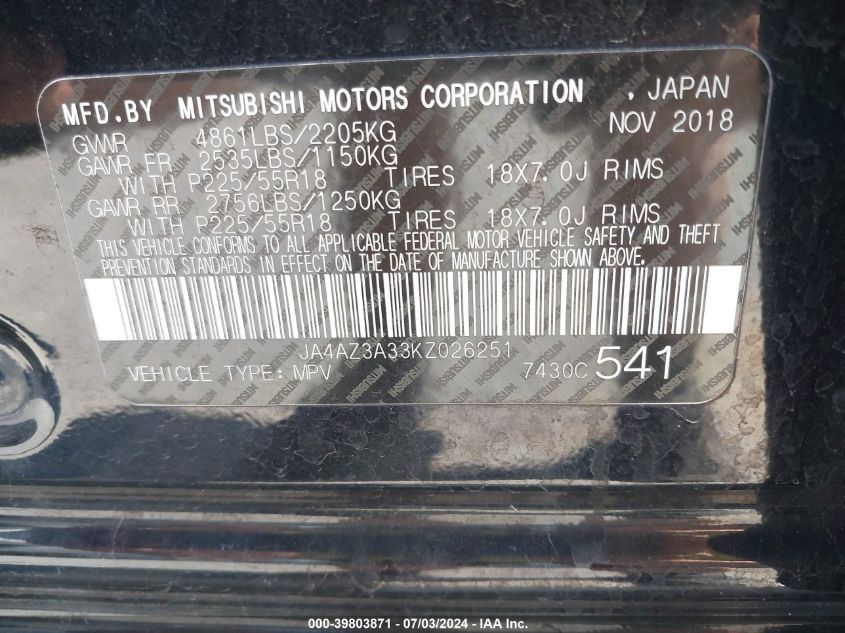 MFD.BY MITSUBISHI MOTORS CORPORATION . JAPAN
GVWR 4861LBS/2205KG NOV 2018
GAWR FR 2535LBS/1150KG
WITH P225/55R18 TIRES 18X7.0J RIMS
GAWR RR 2756LBS/1250KG
WITH P225/55R18 TIRES 18X7.0J RIMS
THIS VEHICLE CONFORMS TO ALL APPLICABLE FEDERAL MOTOR VEHICLE SAFETY AND THEFT
PREVENTION STANDARDS IN EFFECT ON THE DATE OF MANUFACTURE SHOWN ABOVE.
JA4AZ3A33KZ026251
VEHICLE TYPE: MPV 7430C 541
000-39803871 - 07/03/2024 - IAA Inc.